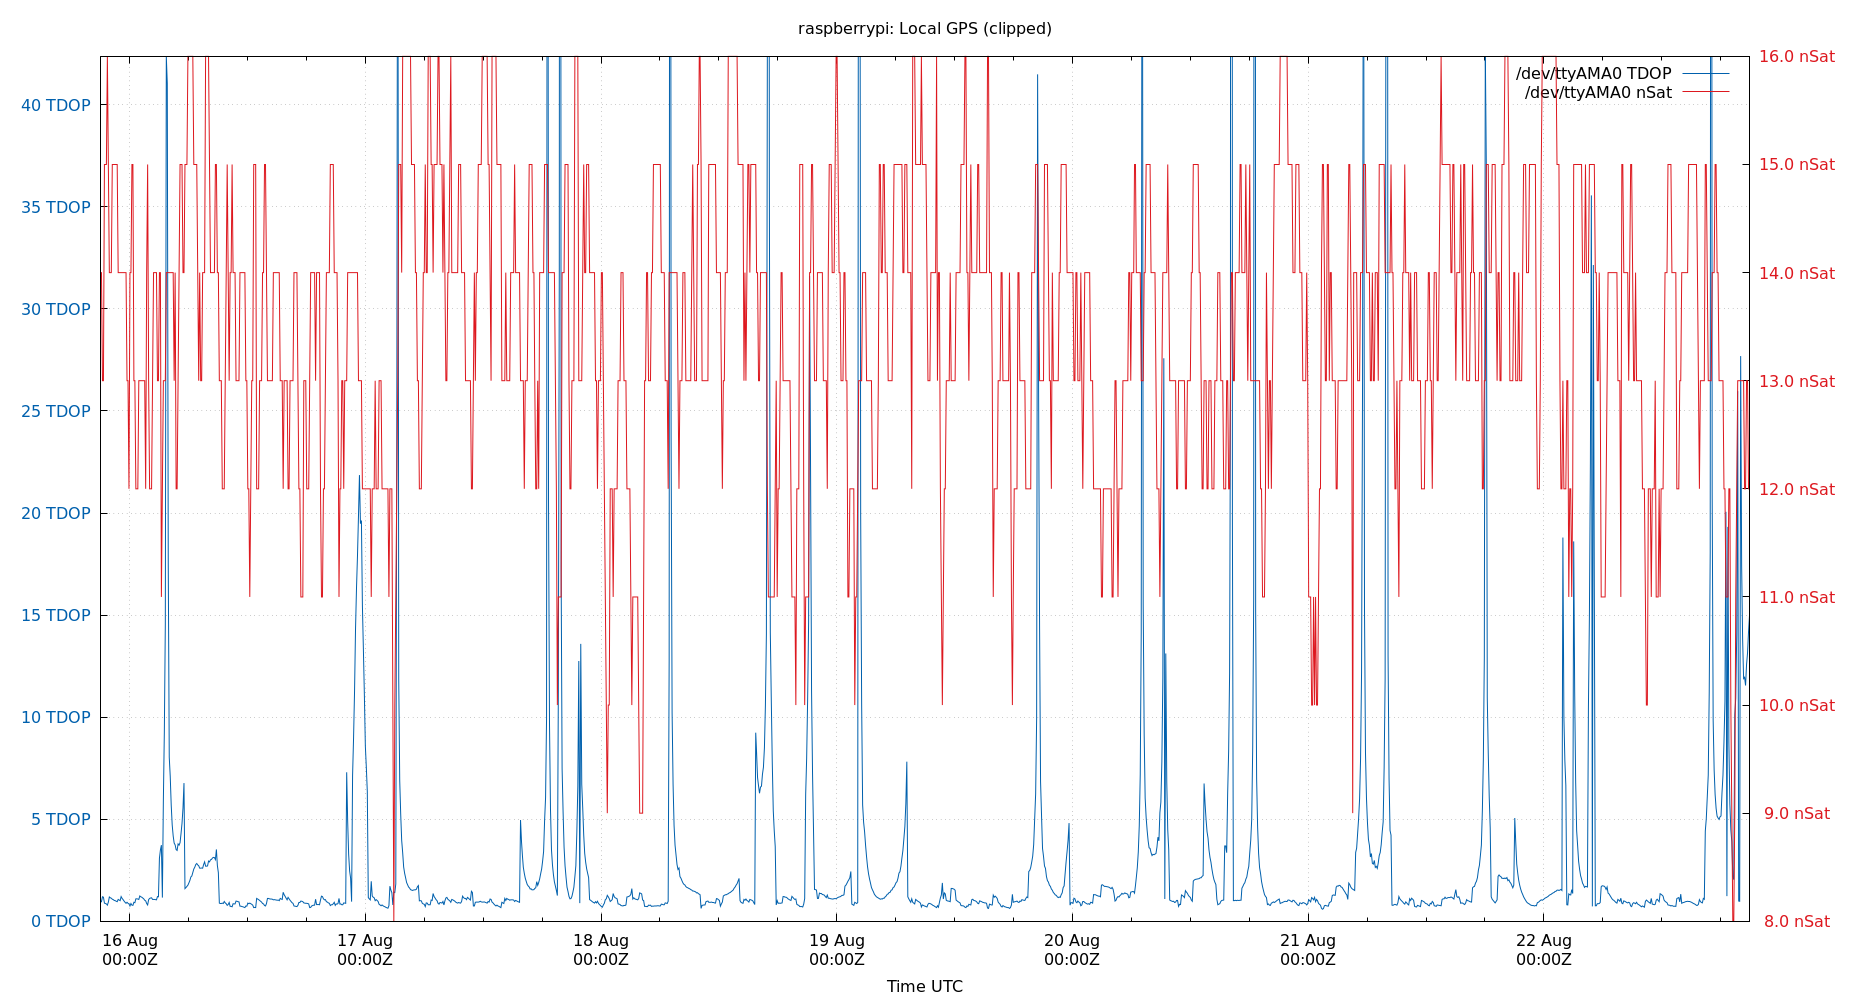 raspberrypi: Local GPS (clipped)
/dev/ttyAMA0 TDOP
/dev/ttyAMA0 nSat
40 TDOP
35 TDOP
30 TDOP
25 TDOP
20 TDOP
15 TDOP
10 TDOP
5 TDOP
0 TDOP
16.0 nSat
15.0 nSat
14.0 nSat
13.0 nSat
12.0 nSat
11.0 nSat
10.0 nSat
9.0 nSat
8.0 nSat
16 Aug
00:00Z
17 Aug
00:00Z
18 Aug
00:00Z
19 Aug
00:00Z
20 Aug
00:00Z
21 Aug
00:00Z
22 Aug
00:00Z
Time UTC